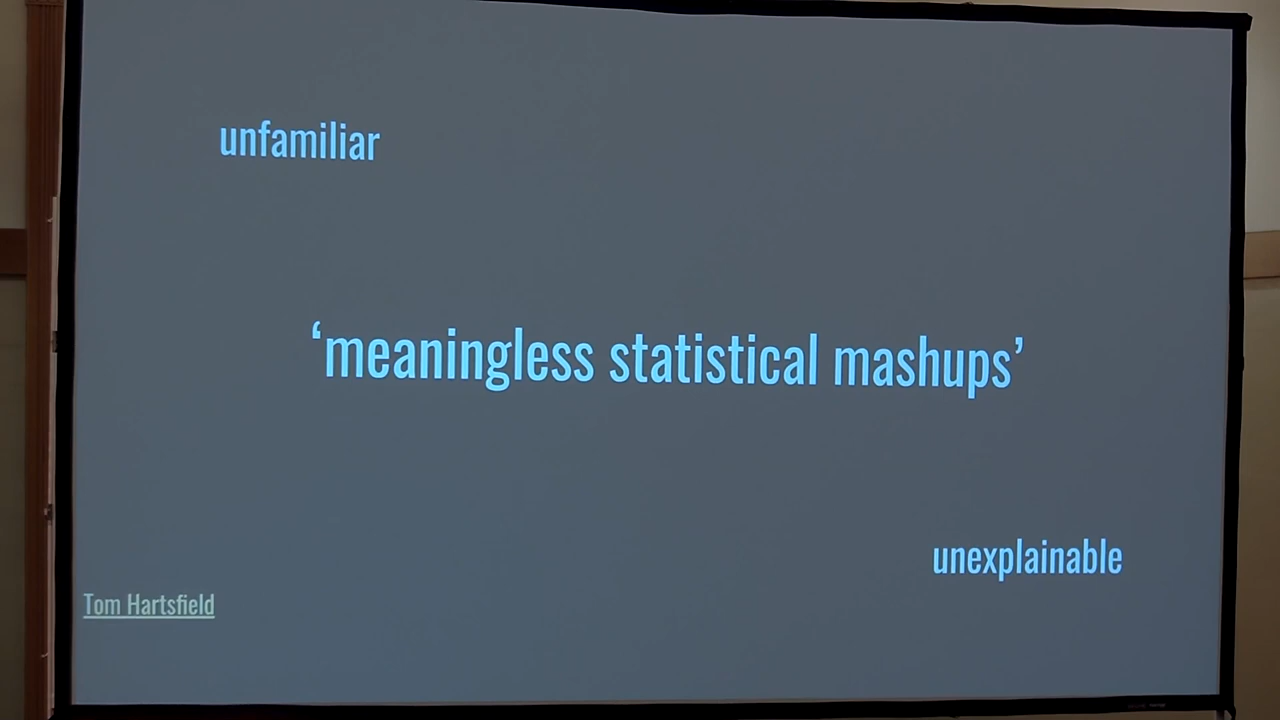 unfamiliar
‘meaningless statistical mashups’
unexplainable
Tom Hartsfield